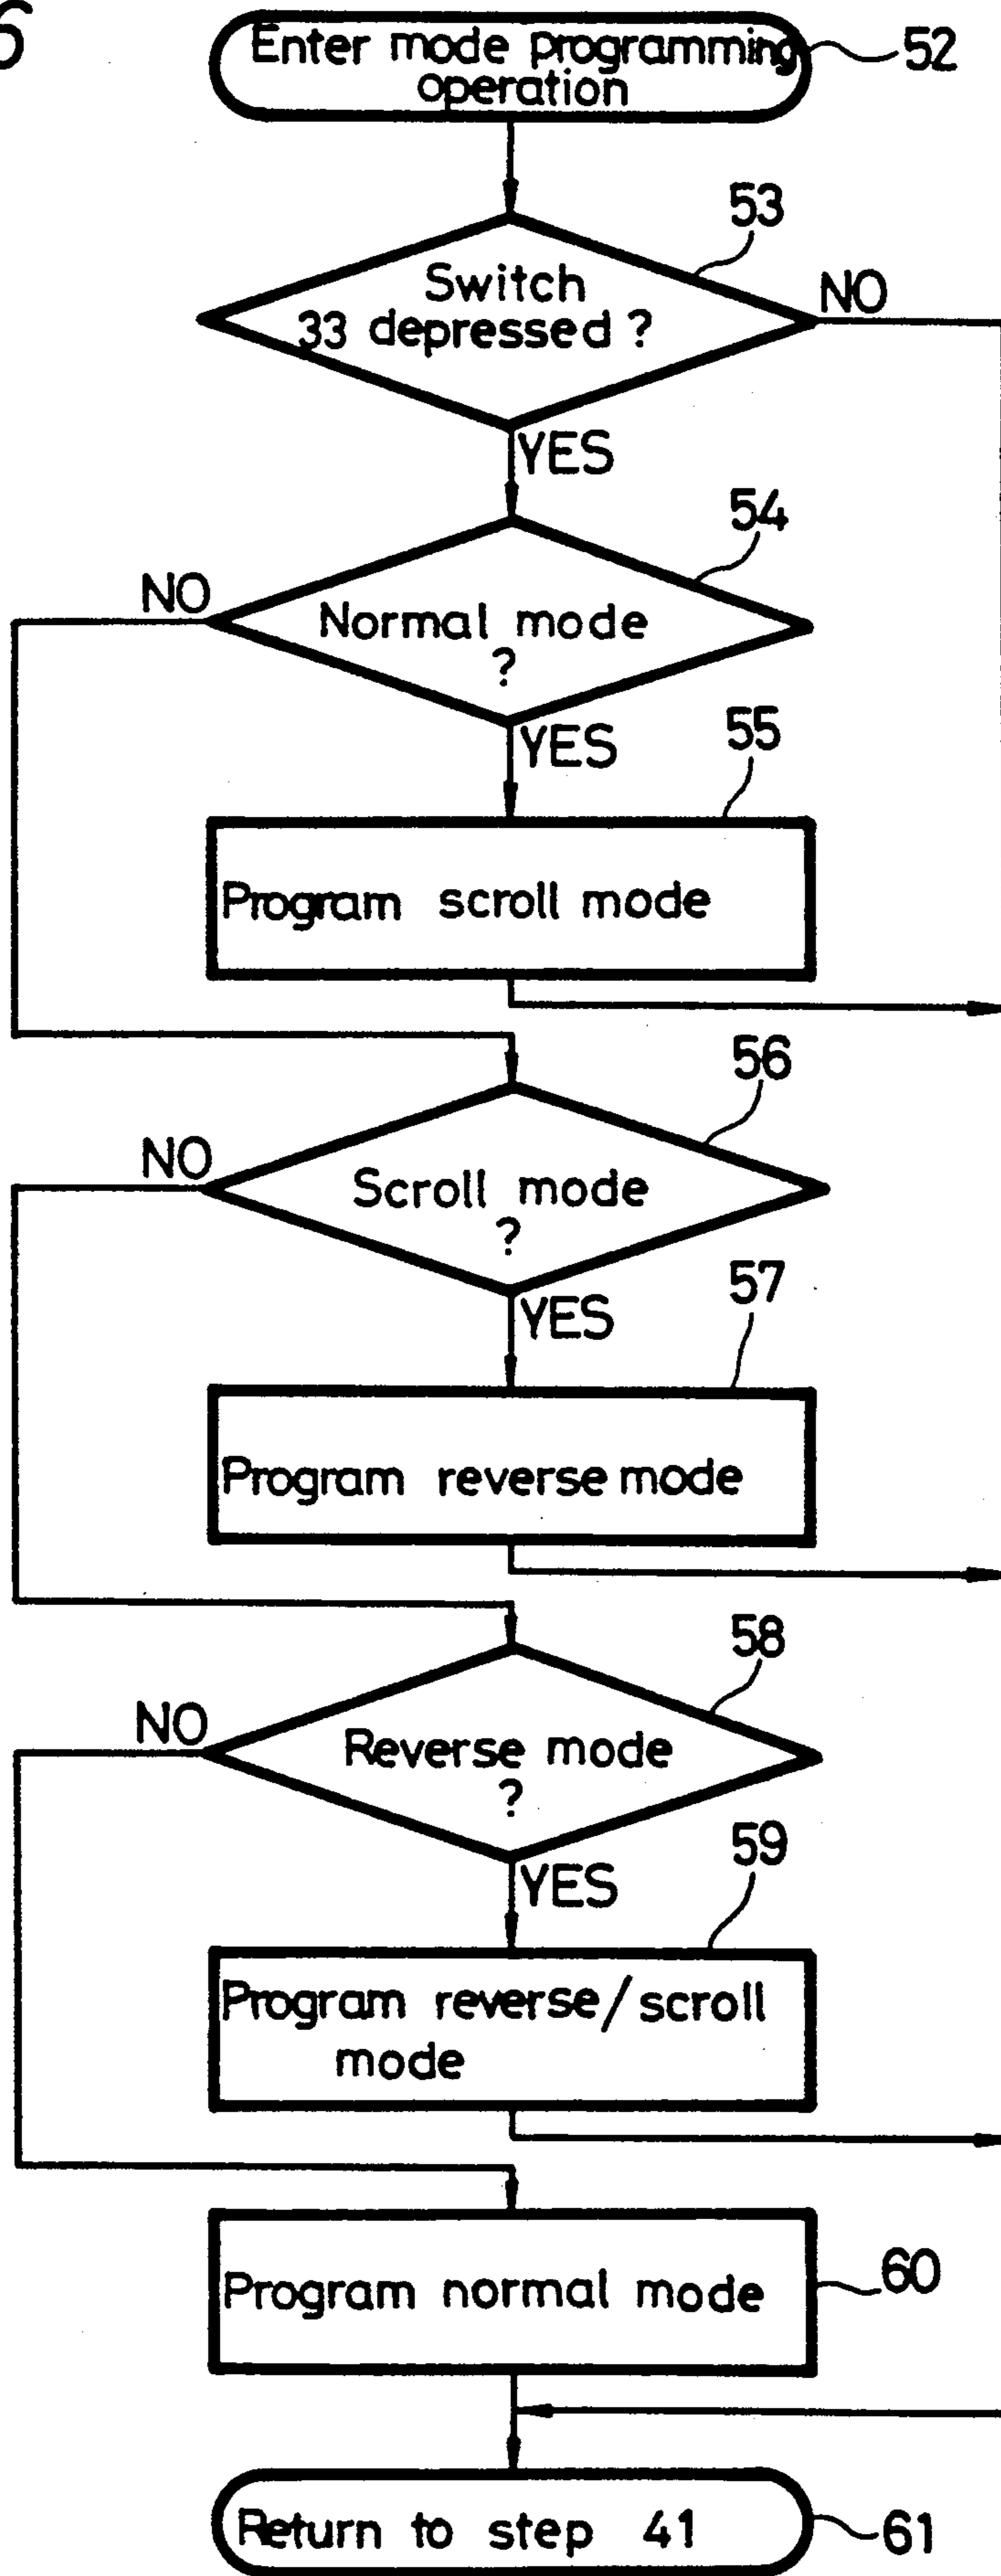 6
Enter mode programming
operation
52
53
Switch
33 depressed ?
NO
YES
54
NO
Normal mode
?
YES
55
Program scroll mode
56
NO
Scroll mode
?
YES
57
Program reverse mode
58
NO
Reverse mode
?
YES
59
Program reverse/scroll
mode
Program normal mode
60
Return to step 41
61